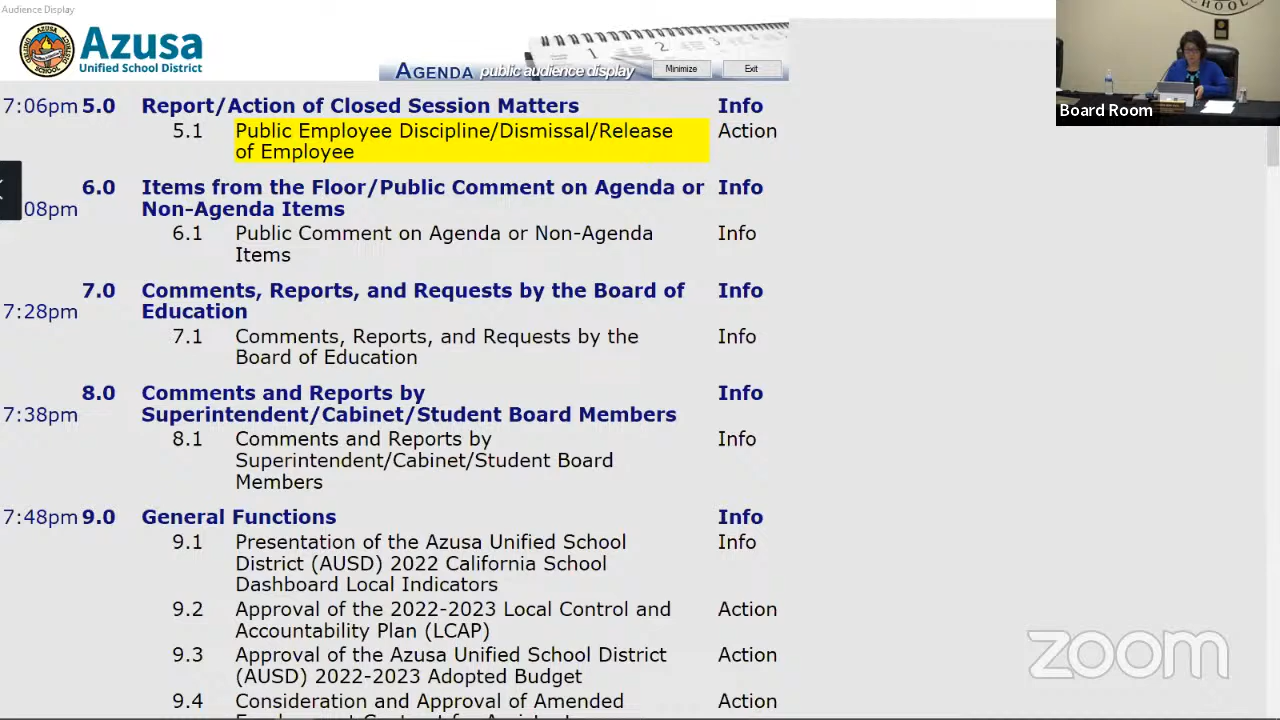 Audience Display
Azusa
Unified School District
AGENDA public audience display
Minimize
Exit
1 2 3
SCHOOL
Board Room
7:06pm 5.0 Report/Action of Closed Session Matters Info
5.1 Public Employee Discipline/Dismissal/Release Action
of Employee
6.0 Items from the Floor/Public Comment on Agenda or Info
:08pm Non-Agenda Items
6.1 Public Comment on Agenda or Non-Agenda Info
Items
7.0 Comments, Reports, and Requests by the Board of Info
7:28pm Education
7.1 Comments, Reports, and Requests by the Info
Board of Education
8.0 Comments and Reports by Info
7:38pm Superintendent/Cabinet/Student Board Members
8.1 Comments and Reports by Info
Superintendent/Cabinet/Student Board
Members
7:48pm 9.0 General Functions Info
9.1 Presentation of the Azusa Unified School Info
District (AUSD) 2022 California School
Dashboard Local Indicators
9.2 Approval of the 2022-2023 Local Control and Action
Accountability Plan (LCAP)
9.3 Approval of the Azusa Unified School District Action
(AUSD) 2022-2023 Adopted Budget
9.4 Consideration and Approval of Amended Action
Employment Contract for Assistant
zoom